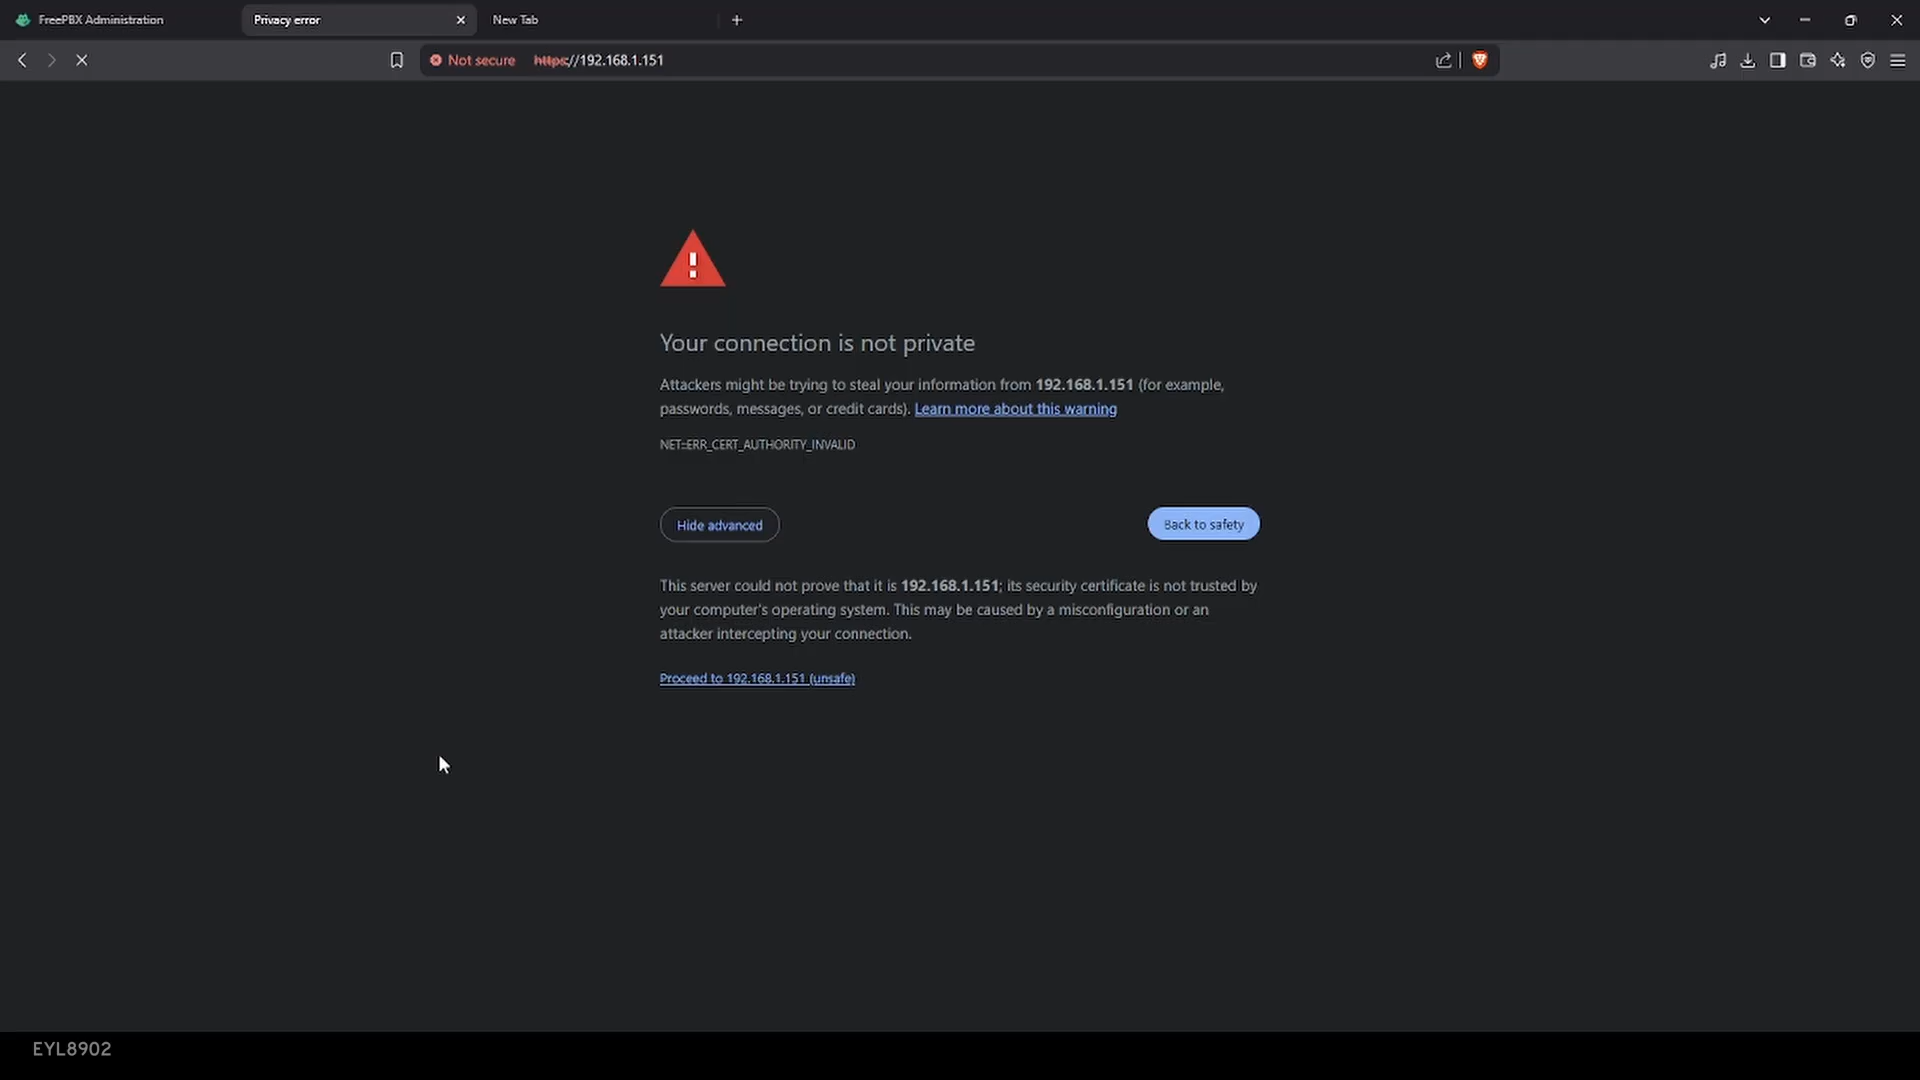 FreePBX Administration
Privacy error
New Tab
Not secure https://192.168.1.151
Your connection is not private
Attackers might be trying to steal your information from 192.168.1.151 (for example,
passwords, messages, or credit cards). Learn more about this warning
NET::ERR_CERT_AUTHORITY_INVALID
Hide advanced
Back to safety
This server could not prove that it is 192.168.1.151; its security certificate is not trusted by
your computer's operating system. This may be caused by a misconfiguration or an
attacker intercepting your connection.
Proceed to 192.168.1.151 (unsafe)
EYL8902